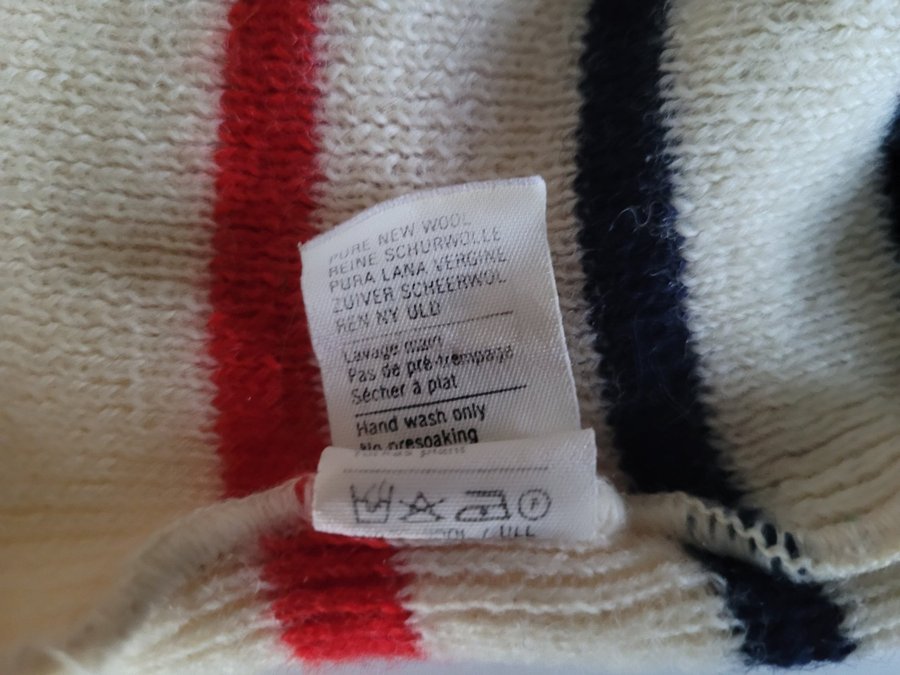 PURE NEW WOOL
REINE SCHURWOLLE
PURA LANA VERGINE
ZUIVER SCHEERWOL
REN NY ULD
Lavage main
Pas de pré-trempage
Sécher à plat
Hand wash only
No presoaking
P
/ ULL